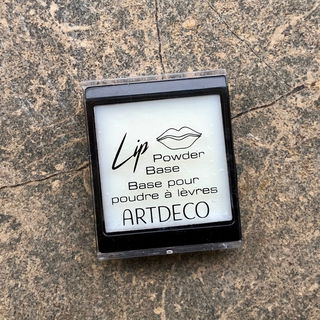 Lip Powder
Base
Base pour
poudre à lèvres
ARTDECO